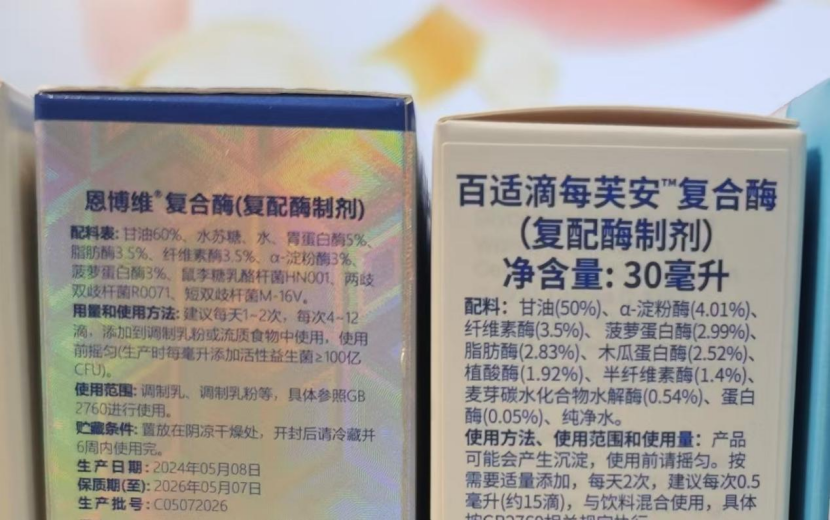 恩博维®复合酶(复配酶制剂)
配料表:甘油60%、水苏糖、水、胃蛋白酶5%、
脂肪酶3.5%、纤维素酶3.5%、α-淀粉酶3%、
菠萝蛋白酶3%、鼠李糖乳酪杆菌HN001、两歧
双歧杆菌R0071、短双歧杆菌M-16V。
用量和使用方法:建议每天1~2次，每次4~12
滴，添加到调制乳粉或流质食物中使用，使用
前摇匀(生产时每毫升添加活性益生菌≥100亿
CFU)。
使用范围:调制乳、调制乳粉等，具体参照GB
2760进行使用。
贮藏条件:置放在阴凉干燥处，开封后请冷藏并
6周内使用完。
生产日期:2024年05月08日
保质期(至):2026年05月07日
生产批号:C05072026
百适滴每芙安™复合酶
(复配酶制剂)
净含量:30毫升
配料:甘油(50%)、α-淀粉酶(4.01%)、
纤维素酶(3.5%)、菠萝蛋白酶(2.99%)、
脂肪酶(2.83%)、木瓜蛋白酶(2.52%)、
植酸酶(1.92%)、半纤维素酶(1.4%)、
麦芽碳水化合物水解酶(0.54%)、蛋白
酶(0.05%)、纯净水。
使用方法、使用范围和使用量:产品
可能会产生沉淀，使用前请摇匀。按
需要适量添加，每天2次，建议每次0.5
毫升(约15滴)，与饮料混合使用，具体
按GB2760相关规定执行